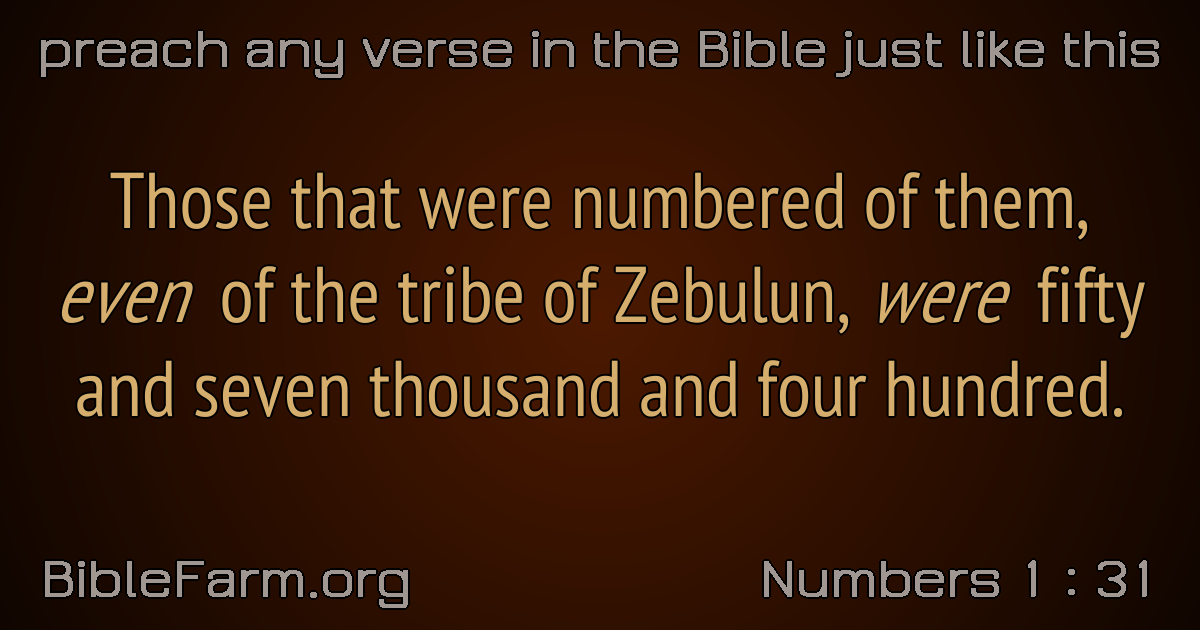 preach any verse in the Bible just like this
Those that were numbered of them,
even of the tribe of Zebulun, were fifty
and seven thousand and four hundred.
BibleFarm.org
Numbers 1 : 31